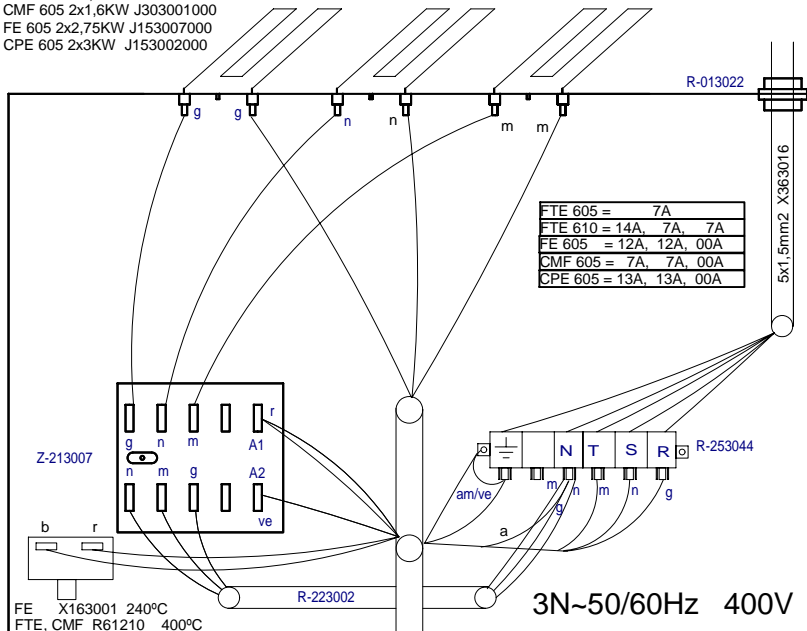 CMF 605 2x1,6KW J303001000
FE 605 2x2,75KW J153007000
CPE 605 2x3KW J153002000
R-013022
g g n n m m
5x1,5mm2 X363016
FTE 605 = 7A
FTE 610 = 14A, 7A, 7A
FE 605 = 12A, 12A, 00A
CMF 605 = 7A, 7A, 00A
CPE 605 = 13A, 13A, 00A
r
g n m A1
Z-213007
n m g A2
ve
N T S R
R-253044
am/ve
m n m n g
g
a
b r
R-223002
3N~50/60Hz 400V
FE X163001 240ºC
FTE, CMF R61210 400ºC